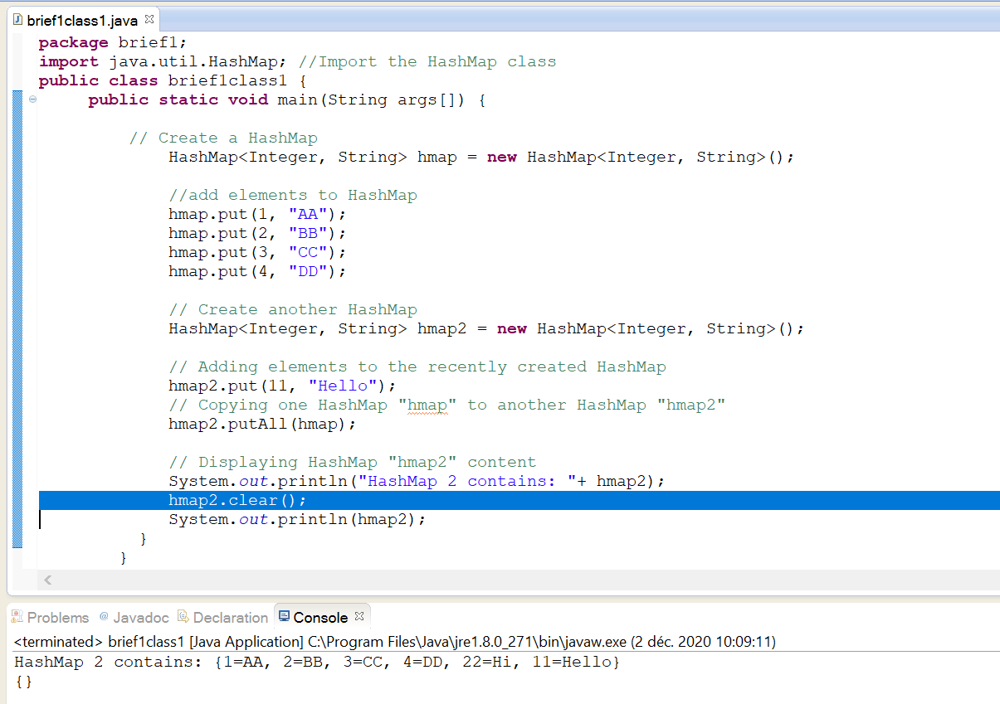 brief1class1.java
package brief1;
import java.util.HashMap; //Import the HashMap class
public class brief1class1 {
public static void main(String args[]) {
// Create a HashMap
HashMap<Integer, String> hmap = new HashMap<Integer, String>();
//add elements to HashMap
hmap.put(1, "AA");
hmap.put(2, "BB");
hmap.put(3, "CC");
hmap.put(4, "DD");
// Create another HashMap
HashMap<Integer, String> hmap2 = new HashMap<Integer, String>();
// Adding elements to the recently created HashMap
hmap2.put(11, "Hello");
// Copying one HashMap "hmap" to another HashMap "hmap2"
hmap2.putAll(hmap);
// Displaying HashMap "hmap2" content
System.out.println("HashMap 2 contains: "+ hmap2);
hmap2.clear();
System.out.println(hmap2);
}
}
Problems @ Javadoc Declaration Console
<terminated> brief1class1 [Java Application] C:\Program Files\Java\jre1.8.0_271\bin\javaw.exe (2 déc. 2020 10:09:11)
HashMap 2 contains: {1=AA, 2=BB, 3=CC, 4=DD, 22=Hi, 11=Hello}
{}